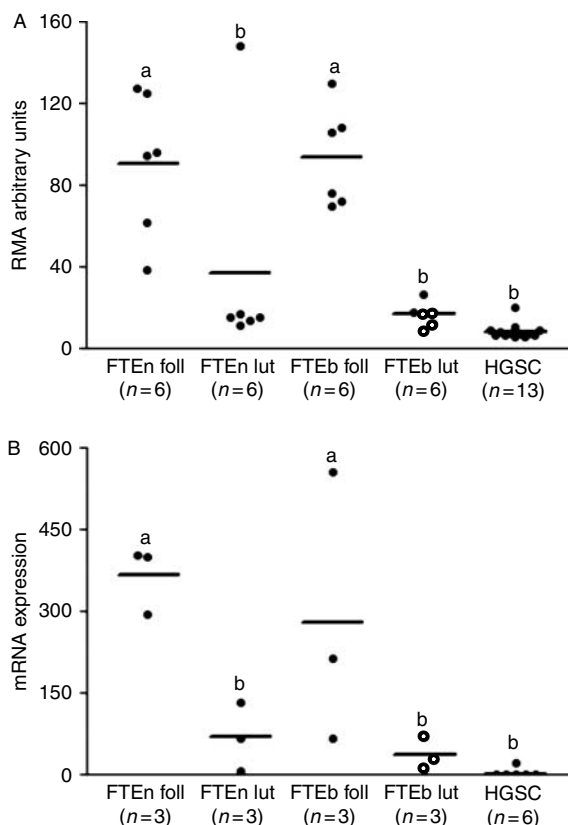 A
RMA arbitrary units
160
120
80
40
0
a
b
a
b
b
FTEn foll FTEn lut FTEb foll FTEb lut HGSC
(n=6) (n=6) (n=6) (n=6) (n=13)
B
mRNA expression
600
450
300
150
0
a
b
a
b
b
FTEn foll FTEn lut FTEb foll FTEb lut HGSC
(n=3) (n=3) (n=3) (n=3) (n=6)